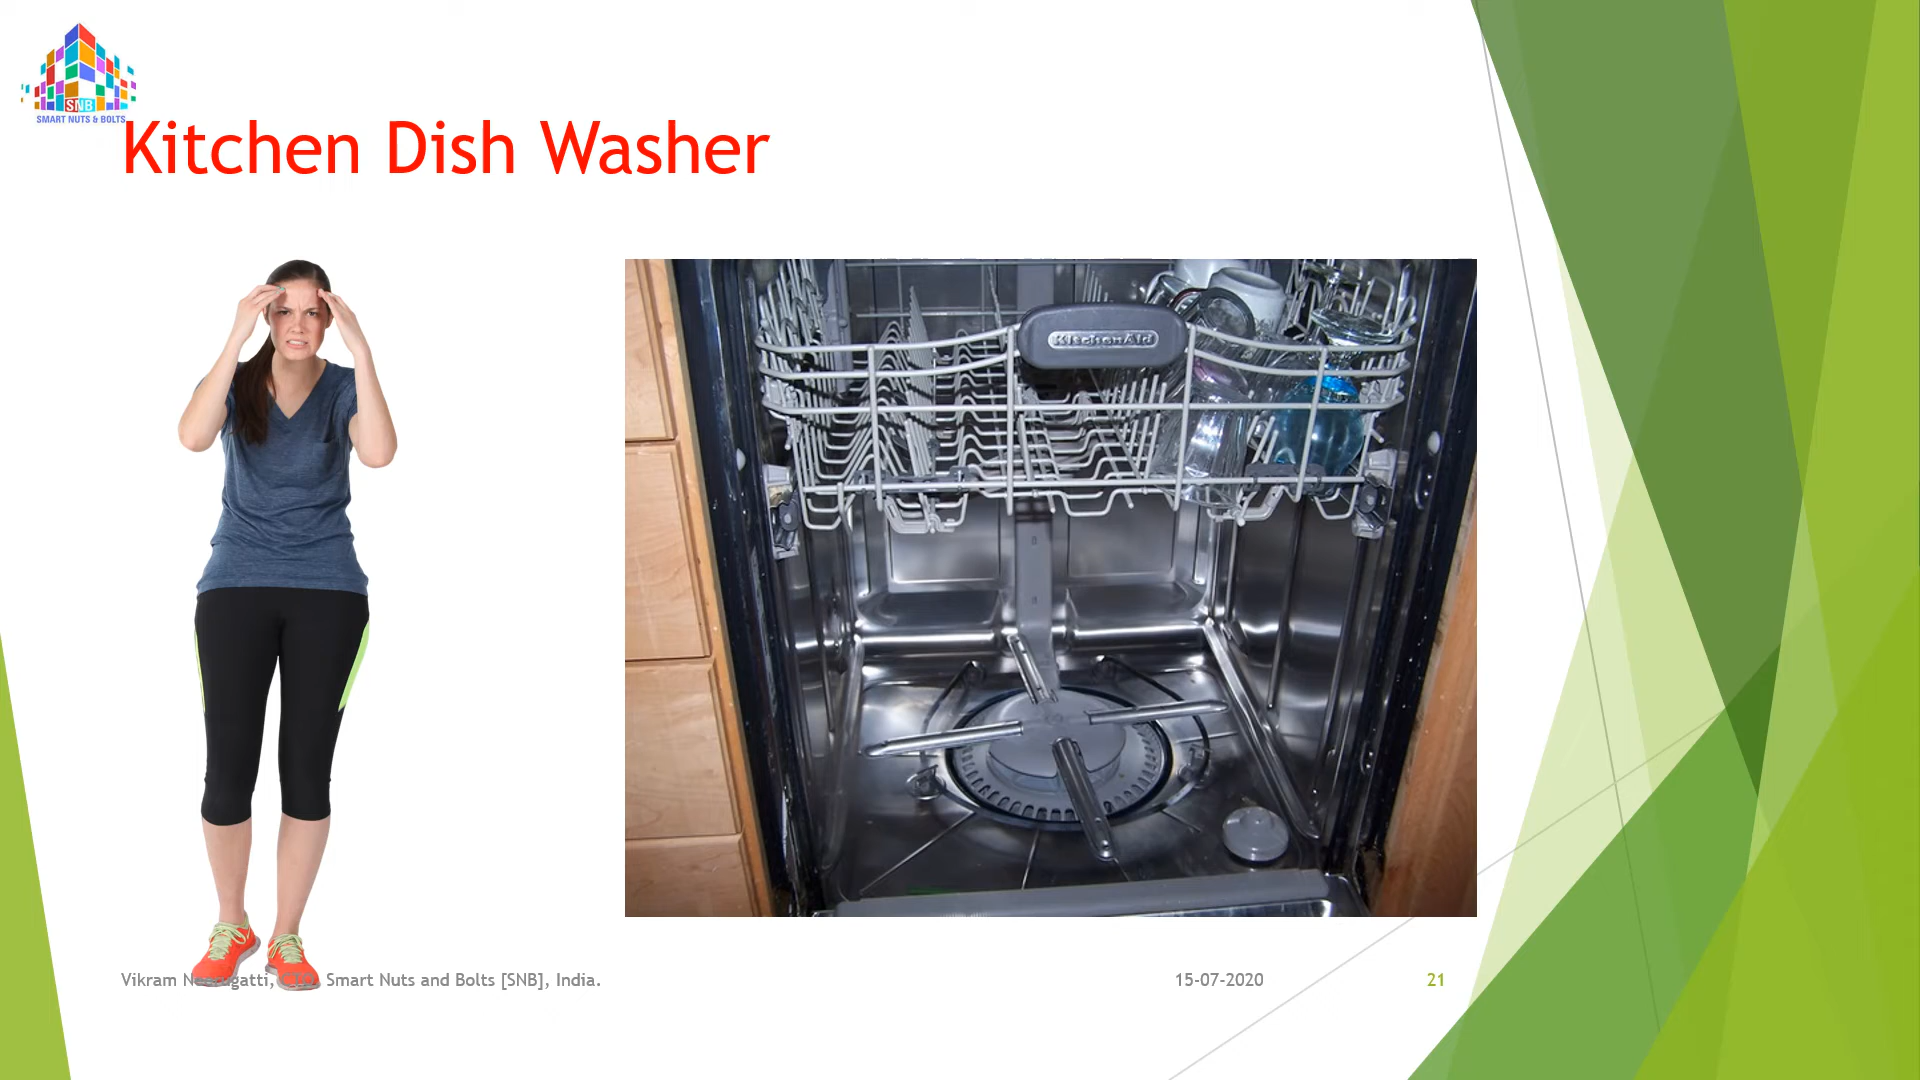 SNB
SMART NUTS & BOLTS
Kitchen Dish Washer
KitchenAid
Vikram CTO, Smart Nuts and Bolts [SNB], India.
15-07-2020
21